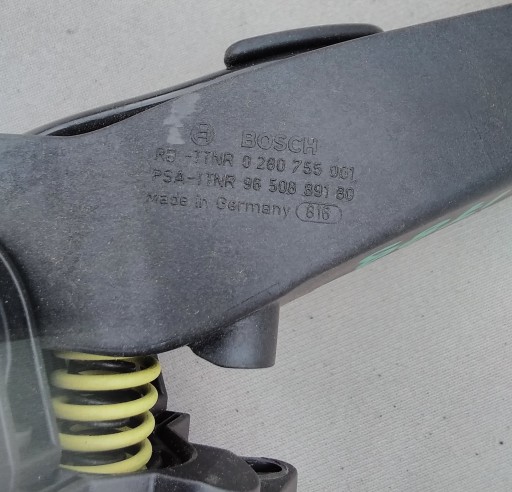 BOSCH
RB-TTNR 0 280 755 001
PSA-TTNR 96 508 891 80
Made in Germany 816